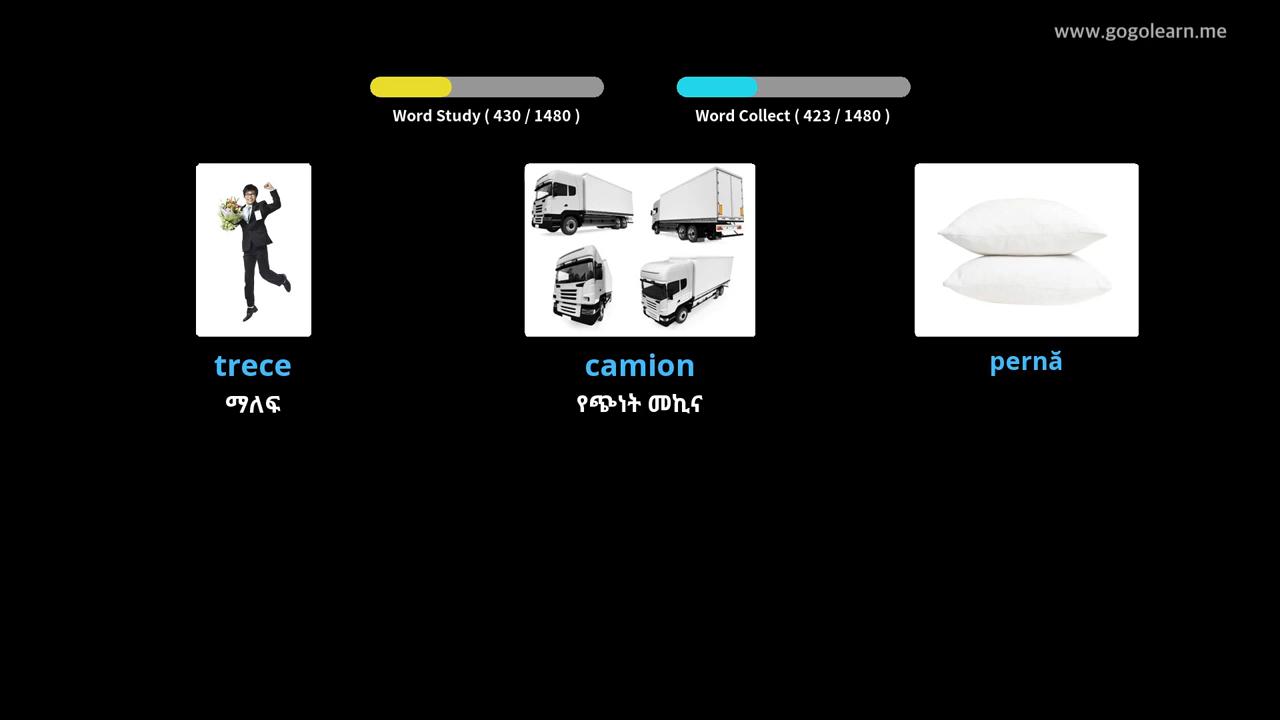 www.gogolearn.me
Word Study ( 430 / 1480 )
Word Collect ( 423 / 1480 )
trece
camion
pernă
ማለፍ
የጭነት መኪና